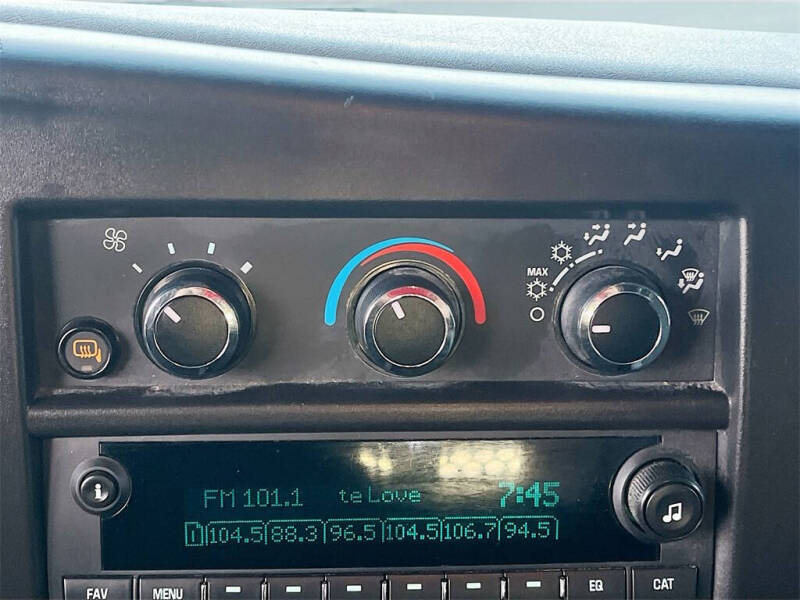 MAX
FM 101.1 te Love 7:45
1 104.5 88.3 96.5 104.5 106.7 94.5
i
FAV MENU EQ CAT